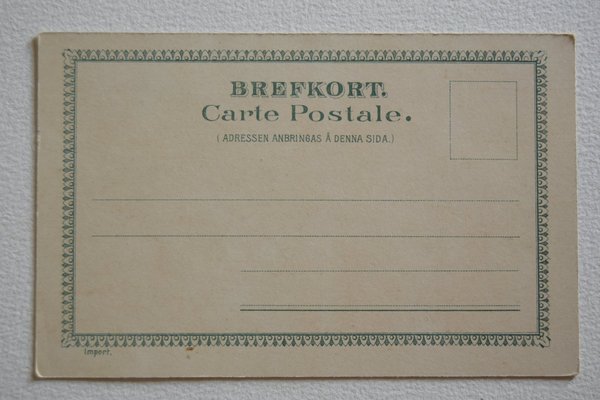 BREFKORT.
Carte Postale.
( ADRESSEN ANBRINGAS Å DENNA SIDA.)
Import.